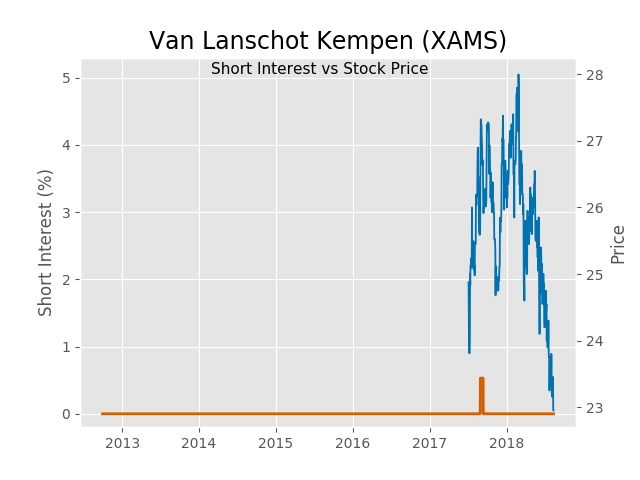 Van Lanschot Kempen (XAMS)
Short Interest vs Stock Price
Short Interest (%)
5
4
3
2
1
0
28
27
26
25
24
23
Price
2013 2014 2015 2016 2017 2018